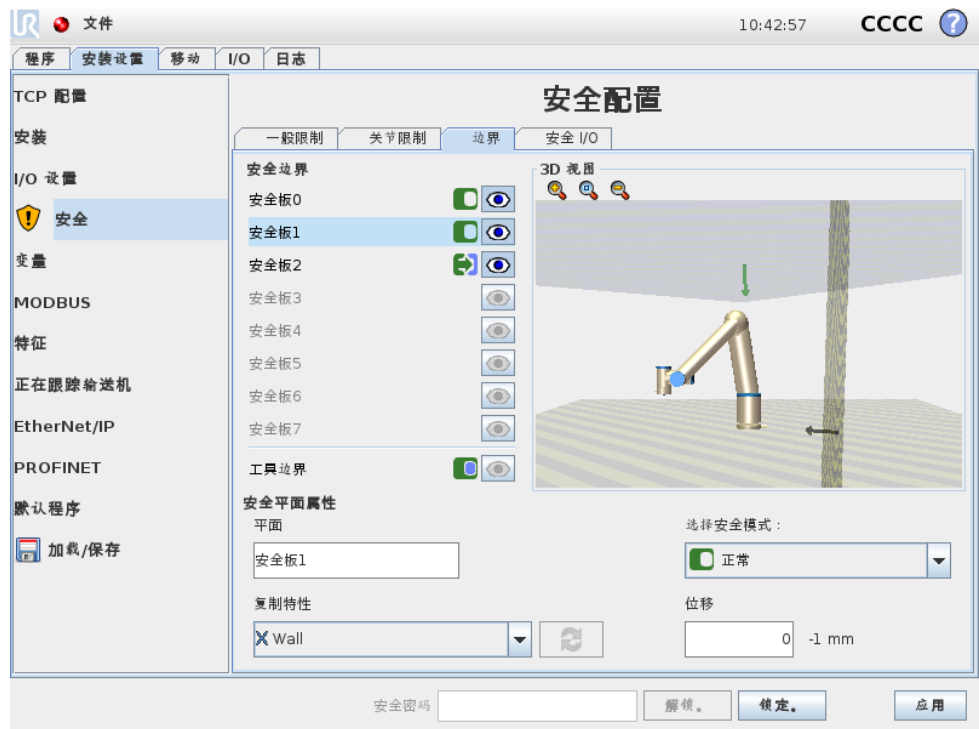 UR 文件 10:42:57 CCCC ?
程序 安装设置 移动 I/O 日志
TCP 配置
安装
I/O 设置
安全
变量
MODBUS
特征
正在跟踪输送机
EtherNet/IP
PROFINET
默认程序
加载/保存
安全配置
一般限制 关节限制 边界 安全 I/O
安全边界
安全板0
安全板1
安全板2
安全板3
安全板4
安全板5
安全板6
安全板7
工具边界
3D 视图
安全平面属性
平面
安全板1
选择安全模式：
正常
复制特性
Wall
位移
0 -1 mm
安全密码 解锁。 锁定。 应用